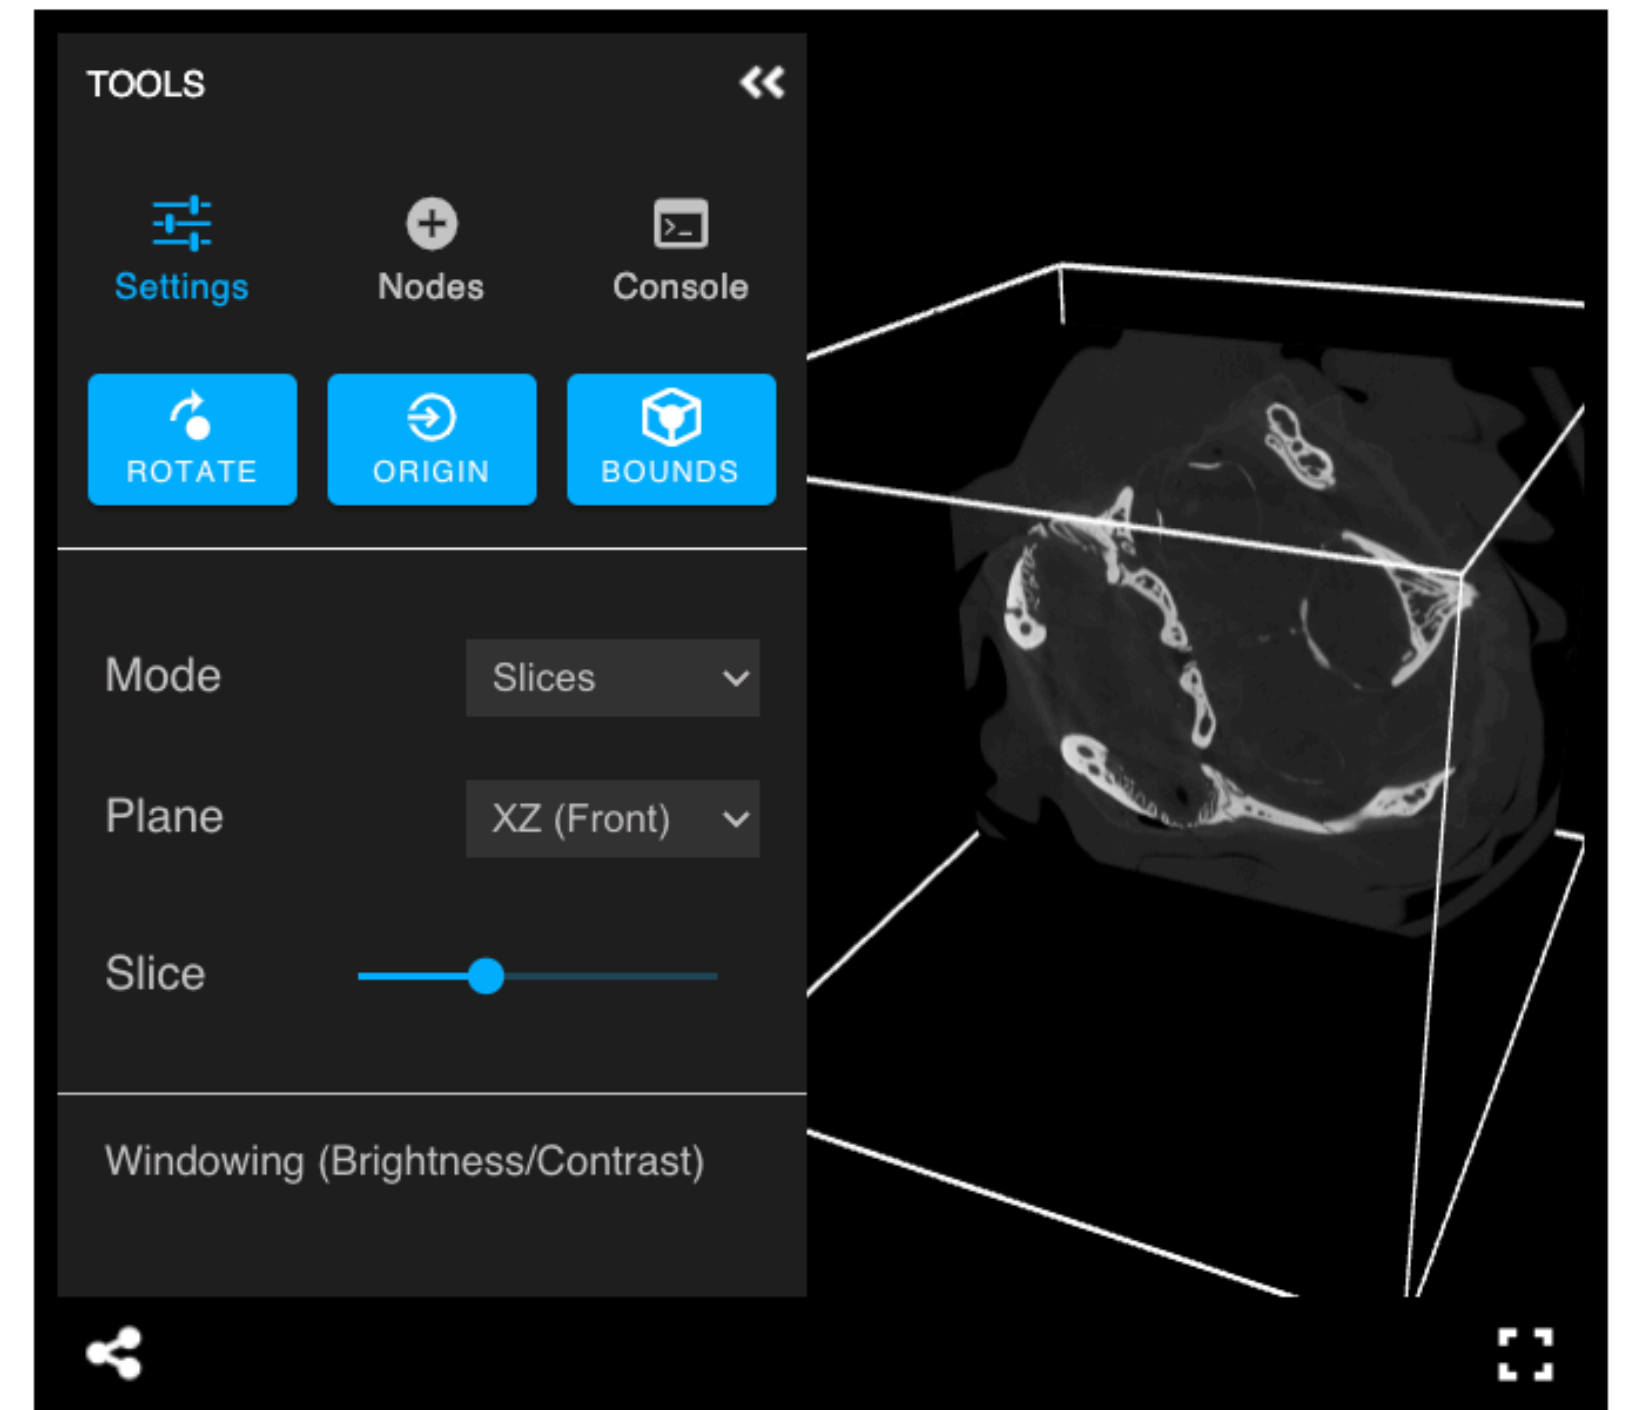 TOOLS
Settings Nodes Console
ROTATE ORIGIN BOUNDS
Mode Slices
Plane XZ (Front)
Slice
Windowing (Brightness/Contrast)